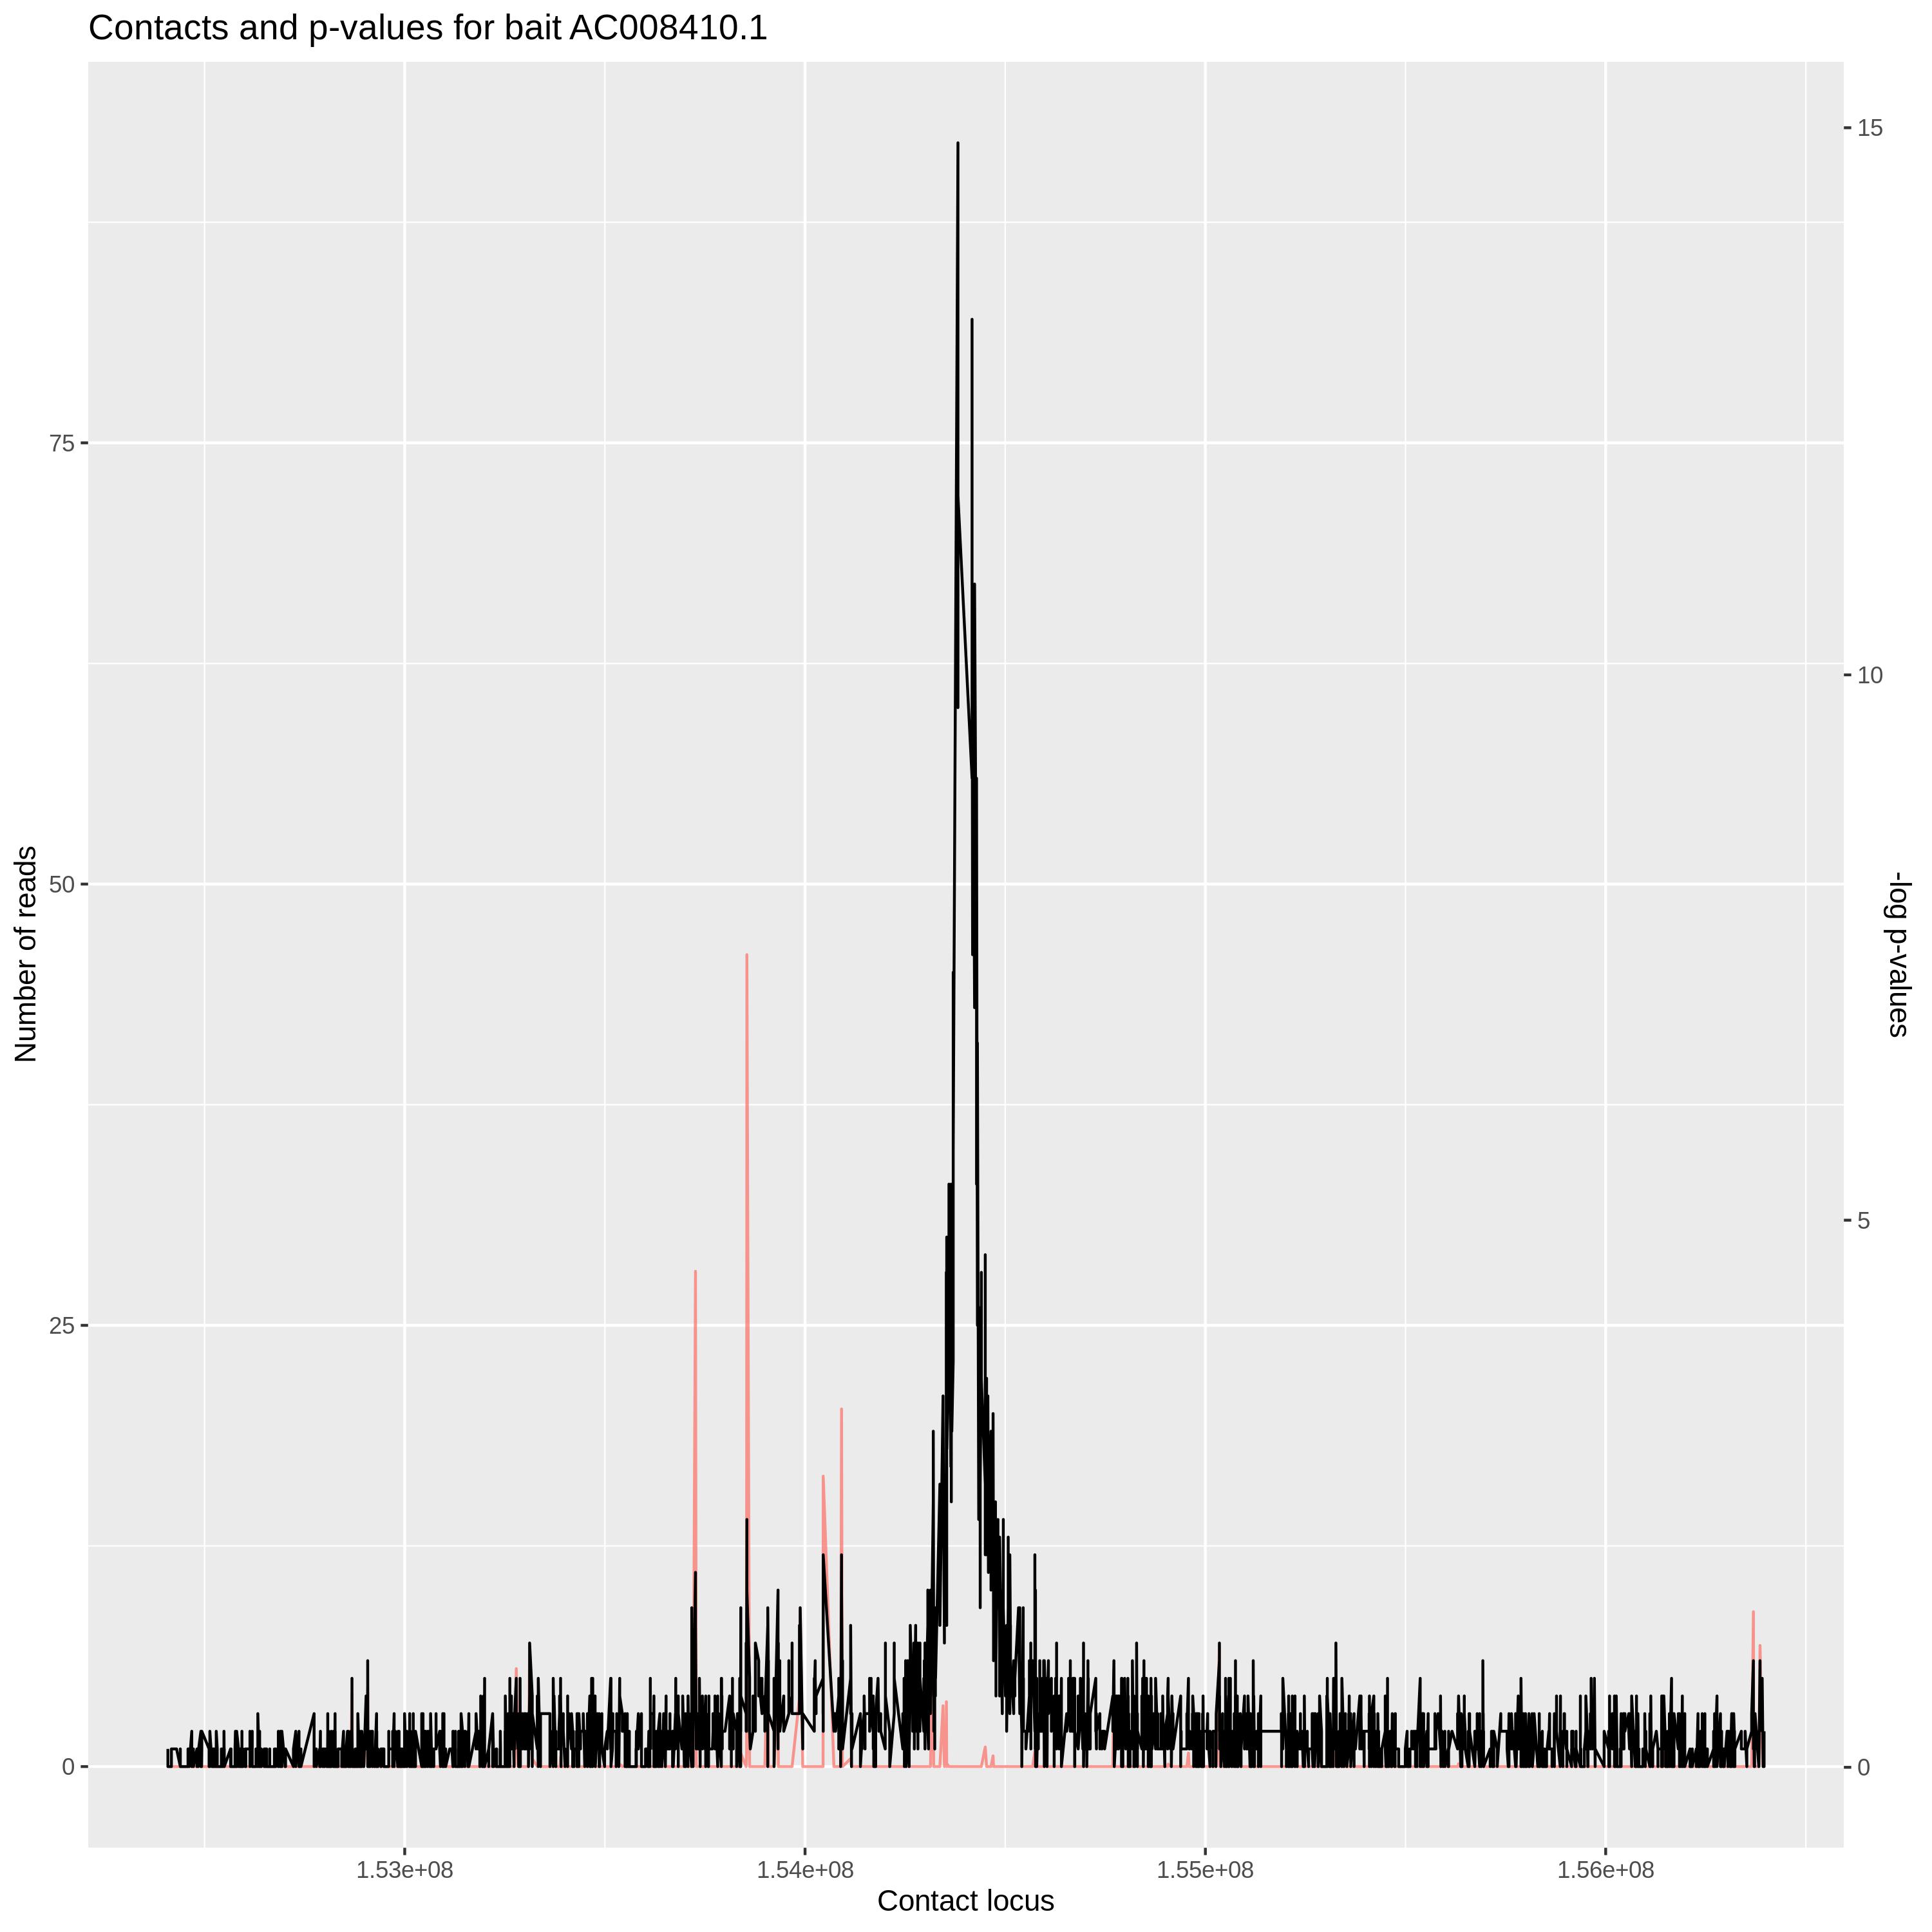 Contacts and p-values for bait AC008410.1
15
75
10
50
Number of reads
-log p-values
5
25
0
0
1.53e+08
1.54e+08
1.55e+08
1.56e+08
Contact locus